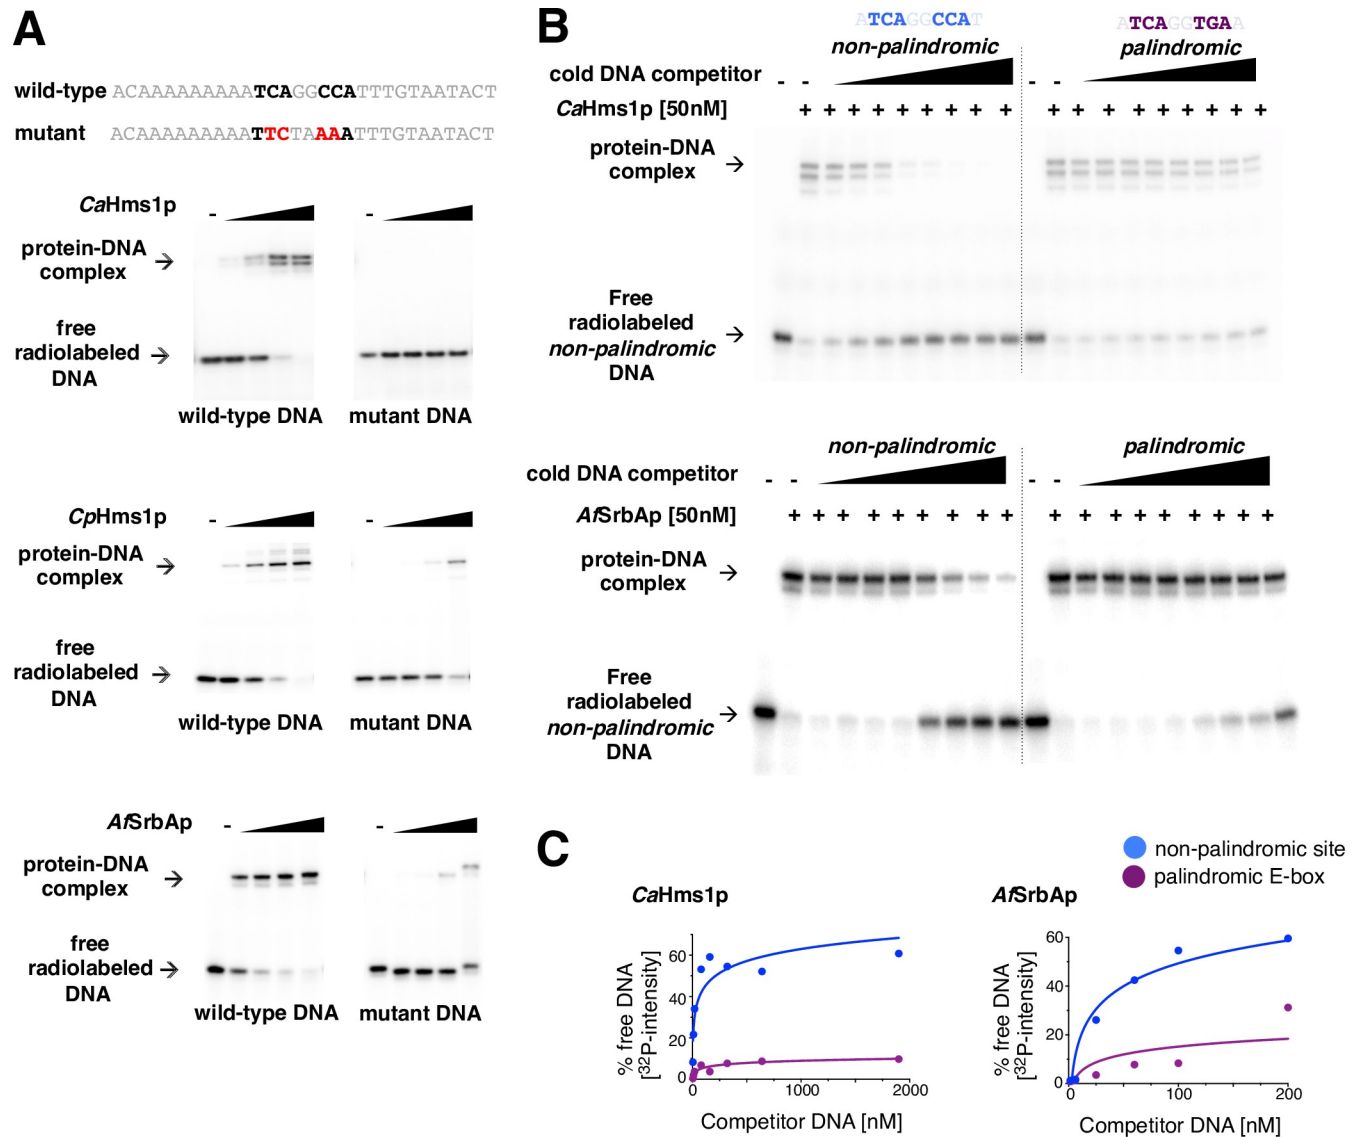 A
wild-type ACAAAAAAAAAATCAGGCCATTTGTAATACT
mutant ACAAAAAAAAAATTCTAAAATTTGTAATACT
CaHms1p
-
protein-DNA
complex
free
radiolabeled
DNA
wild-type DNA mutant DNA
-
CpHms1p
-
protein-DNA
complex
free
radiolabeled
DNA
wild-type DNA mutant DNA
-
AfSrbAp
-
protein-DNA
complex
free
radiolabeled
DNA
wild-type DNA mutant DNA
-
B
ATCAGGCCAT ATCAGGTGAA
non-palindromic palindromic
cold DNA competitor - - - -
CaHms1p [50nM] + + + + + + + + + + + + + + + + + +
protein-DNA
complex
Free
radiolabeled
non-palindromic
DNA
non-palindromic palindromic
cold DNA competitor - - - -
AfSrbAp [50nM] + + + + + + + + + + + + + + + + + +
protein-DNA
complex
Free
radiolabeled
non-palindromic
DNA
C
non-palindromic site
palindromic E-box
CaHms1p
% free DNA
[32P-intensity]
60
40
20
0
0 1000 2000
Competitor DNA [nM]
AfSrbAp
% free DNA
[32P-intensity]
60
40
20
0
0 100 200
Competitor DNA [nM]